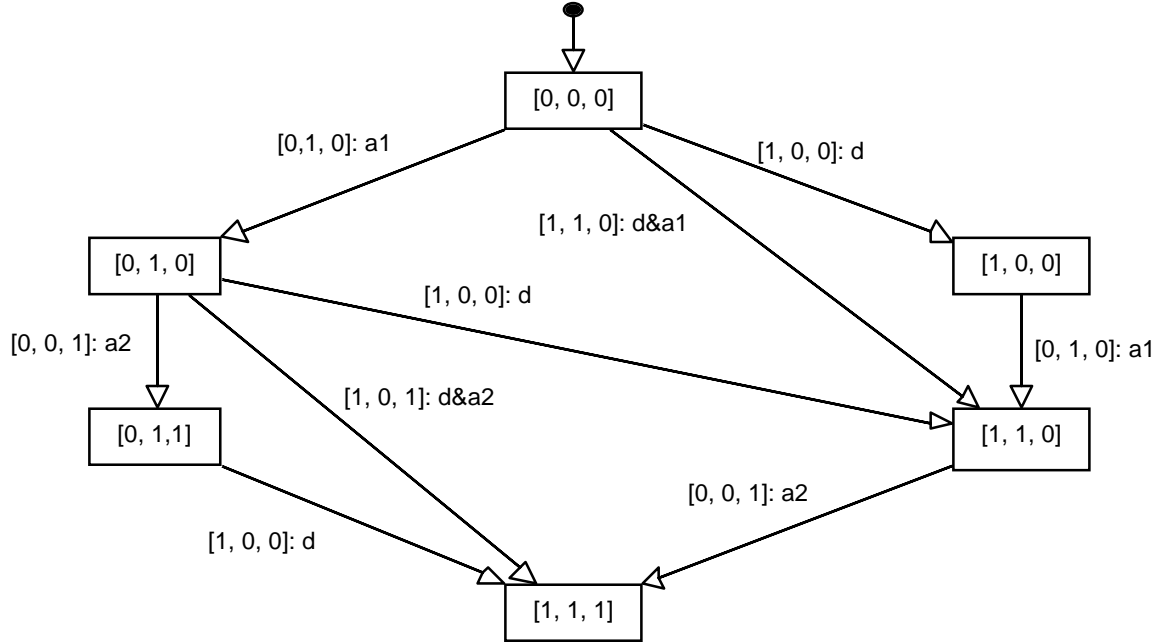 [0, 0, 0]
[0,1, 0]: a1
[1, 0, 0]: d
[1, 1, 0]: d&a1
[0, 1, 0]
[1, 0, 0]
[1, 0, 0]: d
[0, 0, 1]: a2
[0, 1, 0]: a1
[1, 0, 1]: d&a2
[0, 1,1]
[1, 1, 0]
[0, 0, 1]: a2
[1, 0, 0]: d
[1, 1, 1]